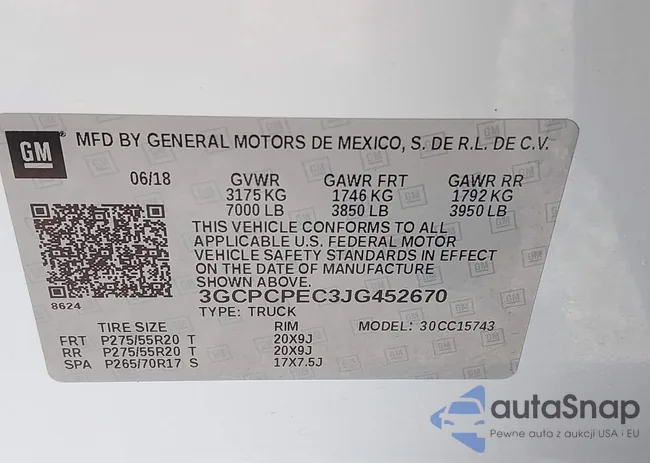 GM
MFD BY GENERAL MOTORS DE MEXICO, S. DE R.L. DE C.V.
06/18 GVWR GAWR FRT GAWR RR
3175 KG 1746 KG 1792 KG
7000 LB 3850 LB 3950 LB
THIS VEHICLE CONFORMS TO ALL
APPLICABLE U.S. FEDERAL MOTOR
VEHICLE SAFETY STANDARDS IN EFFECT
ON THE DATE OF MANUFACTURE
SHOWN ABOVE.
8624
3GCPCPEC3JG452670
TYPE: TRUCK
TIRE SIZE RIM MODEL: 30CC15743
FRT P275/55R20 T 20X9J
RR P275/55R20 T 20X9J
SPA P265/70R17 S 17X7.5J
autaSnap
Pewne auta z aukcji USA i EU